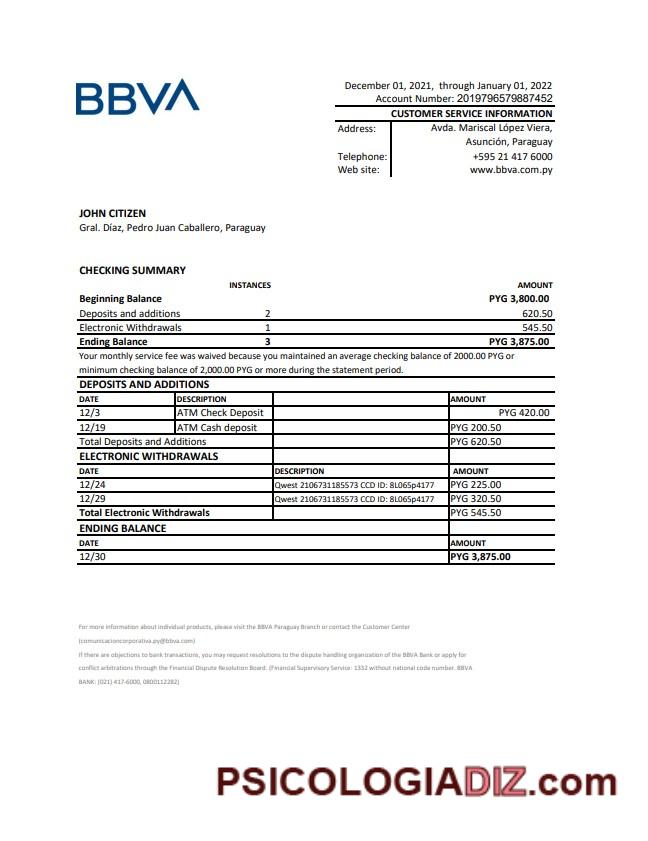 BBVA
December 01, 2021, through January 01, 2022
Account Number: 2019796579887452
CUSTOMER SERVICE INFORMATION
Address: Avda. Mariscal López Viera,
Asunción, Paraguay
Telephone: +595 21 417 6000
Web site: www.bbva.com.py
JOHN CITIZEN
Gral. Díaz, Pedro Juan Caballero, Paraguay
CHECKING SUMMARY
INSTANCES AMOUNT
Beginning Balance PYG 3,800.00
Deposits and additions 2 620.50
Electronic Withdrawals 1 545.50
Ending Balance 3 PYG 3,875.00
Your monthly service fee was waived because you maintained an average checking balance of 2000.00 PYG or
minimum checking balance of 2,000.00 PYG or more during the statement period.
DEPOSITS AND ADDITIONS
DATE DESCRIPTION AMOUNT
12/3 ATM Check Deposit PYG 420.00
12/19 ATM Cash deposit PYG 200.50
Total Deposits and Additions PYG 620.50
ELECTRONIC WITHDRAWALS
DATE DESCRIPTION AMOUNT
12/24 Qwest 2106731185573 CCD ID: 8L065p4177 PYG 225.00
12/29 Qwest 2106731185573 CCD ID: 8L065p4177 PYG 320.50
Total Electronic Withdrawals PYG 545.50
ENDING BALANCE
DATE AMOUNT
12/30 PYG 3,875.00
For more information about individual products, please visit the BBVA Paraguay Branch or contact the Customer Center
(comunicacioncorporativa.py@bbva.com)
If there are objections to bank transactions, you may request resolutions to the dispute handling organization of the BBVA Bank or apply for
conflict arbitrations through the Financial Dispute Resolution Board. (Financial Supervisory Service: 1332 without national code number. BBVA
BANK: (021) 417-6000, 0800112282)
PSICOLOGIADIZ.com